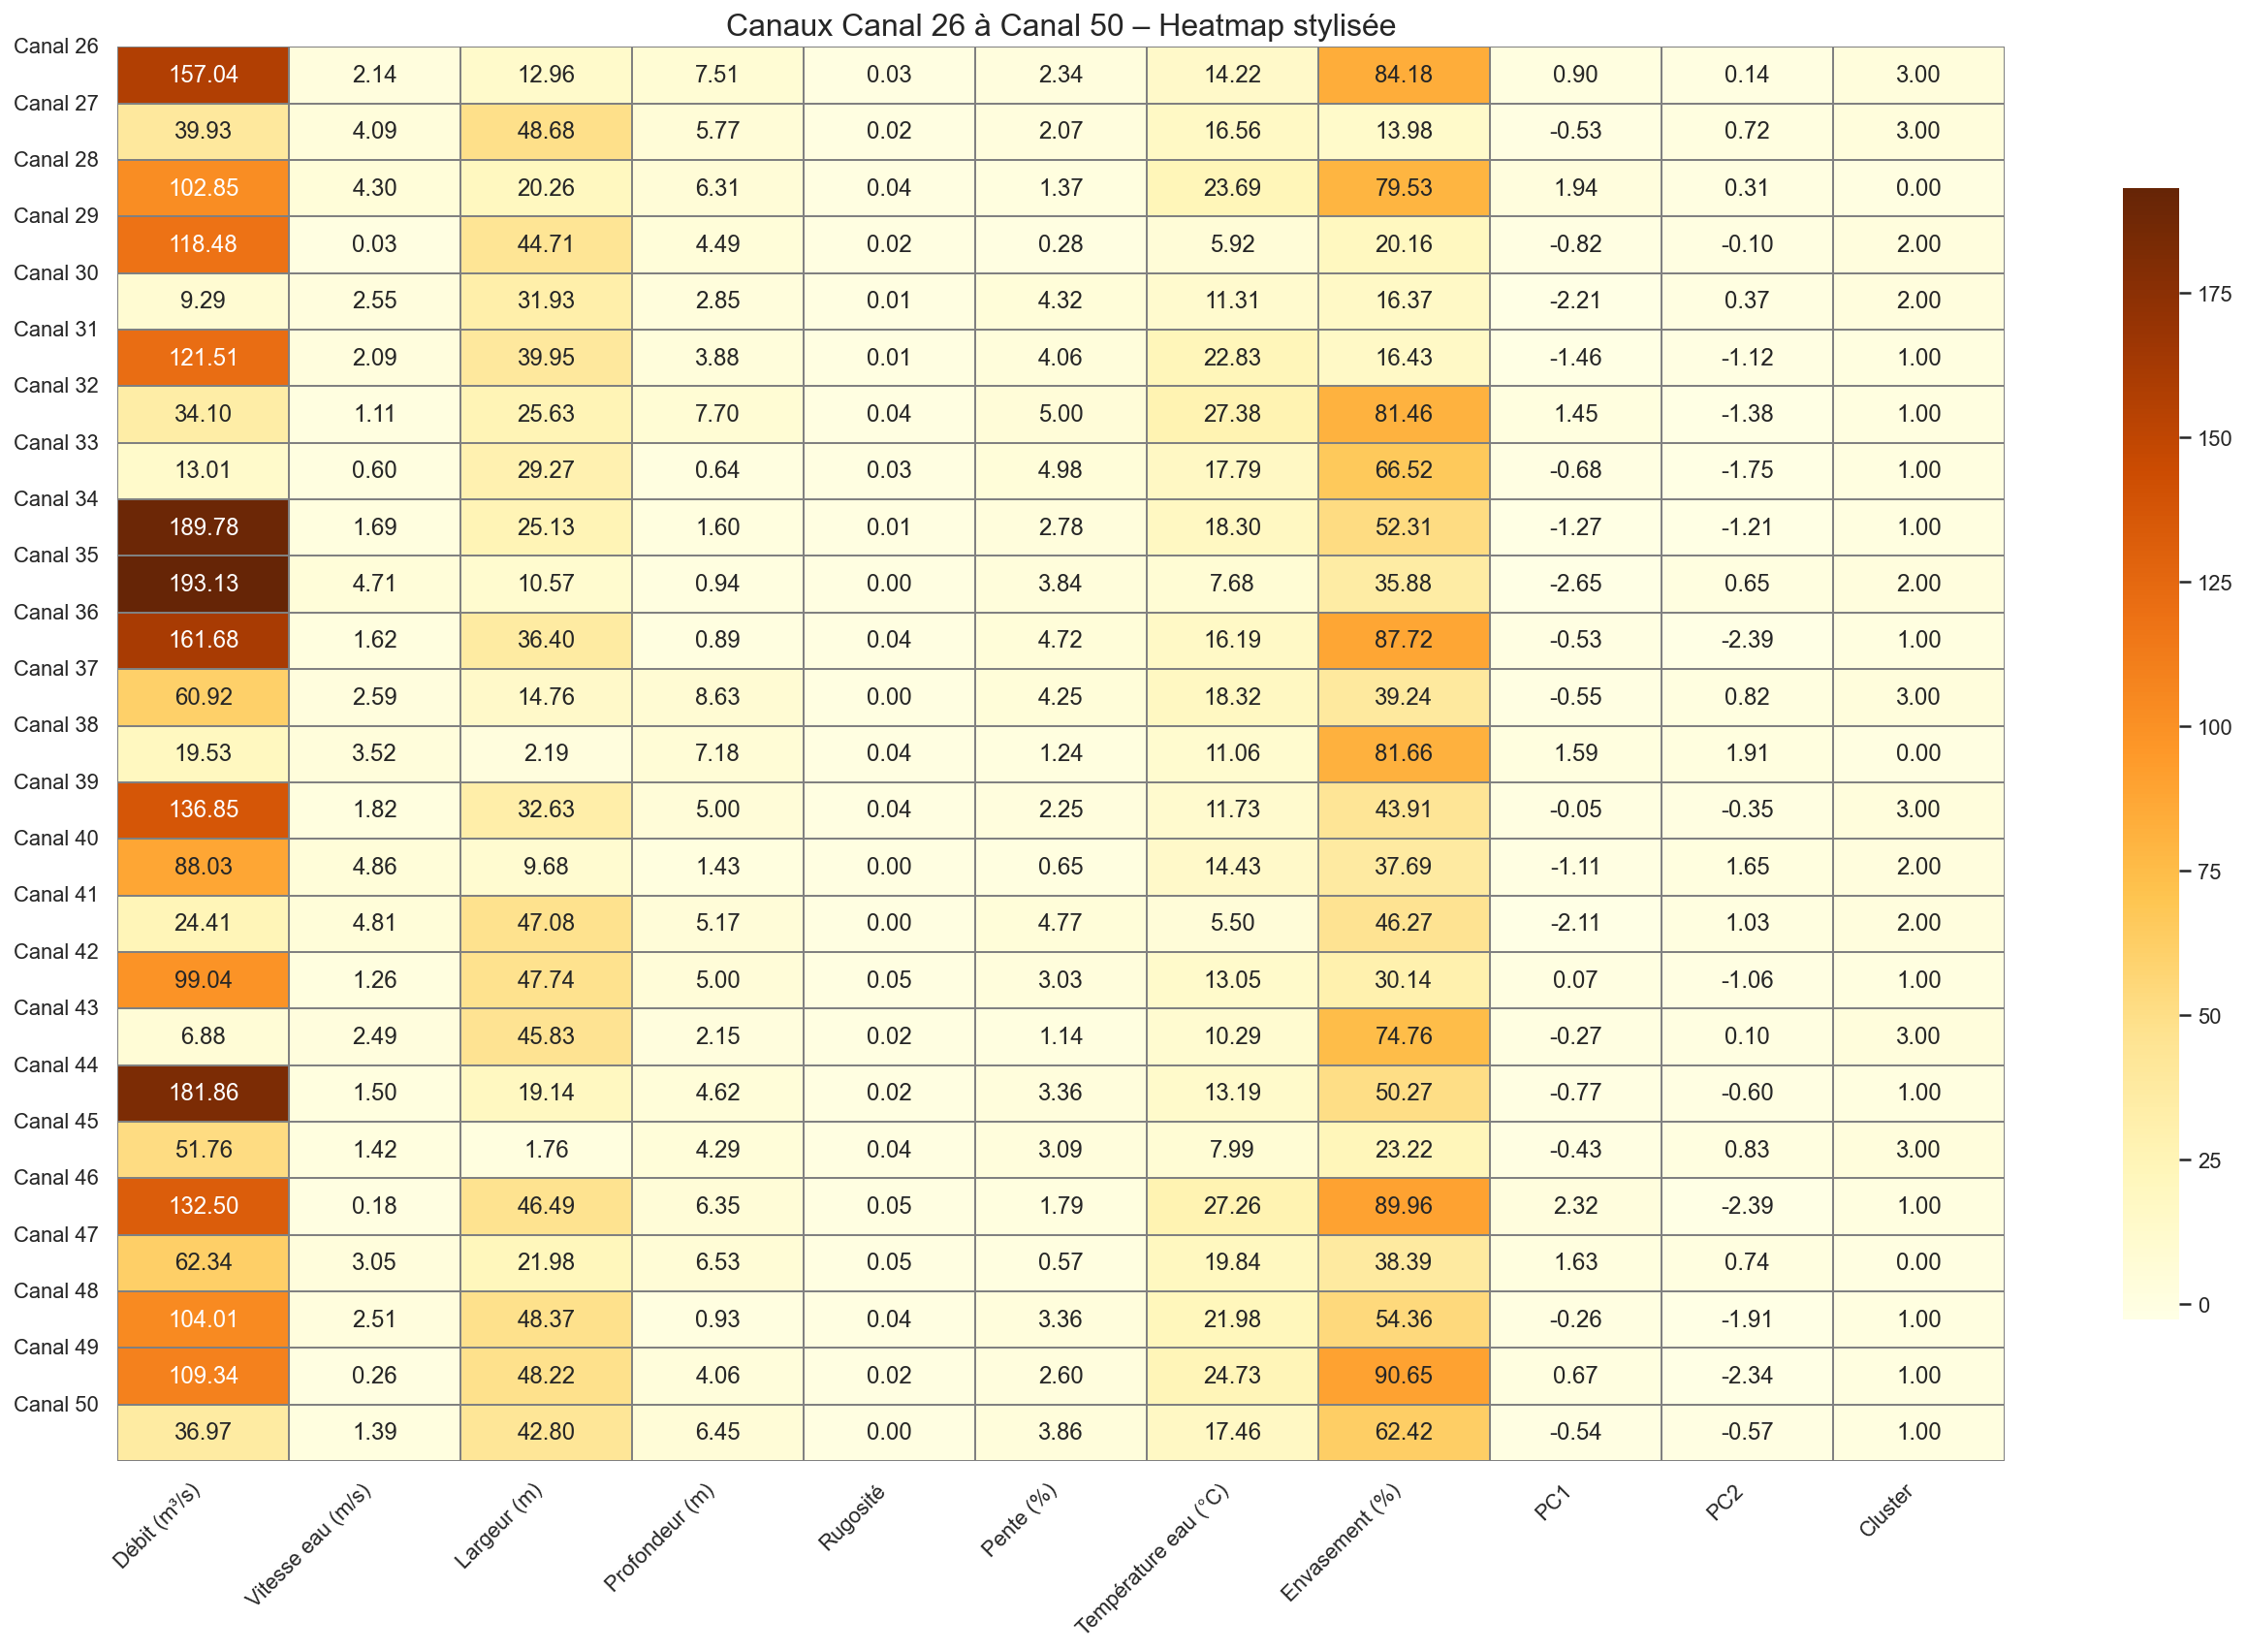 Canaux Canal 26 à Canal 50 – Heatmap stylisée
Canal 26 157.04 2.14 12.96 7.51 0.03 2.34 14.22 84.18 0.90 0.14 3.00
Canal 27 39.93 4.09 48.68 5.77 0.02 2.07 16.56 13.98 -0.53 0.72 3.00
Canal 28 102.85 4.30 20.26 6.31 0.04 1.37 23.69 79.53 1.94 0.31 0.00
Canal 29 118.48 0.03 44.71 4.49 0.02 0.28 5.92 20.16 -0.82 -0.10 2.00
Canal 30 9.29 2.55 31.93 2.85 0.01 4.32 11.31 16.37 -2.21 0.37 2.00
Canal 31 121.51 2.09 39.95 3.88 0.01 4.06 22.83 16.43 -1.46 -1.12 1.00
Canal 32 34.10 1.11 25.63 7.70 0.04 5.00 27.38 81.46 1.45 -1.38 1.00
Canal 33 13.01 0.60 29.27 0.64 0.03 4.98 17.79 66.52 -0.68 -1.75 1.00
Canal 34 189.78 1.69 25.13 1.60 0.01 2.78 18.30 52.31 -1.27 -1.21 1.00
Canal 35 193.13 4.71 10.57 0.94 0.00 3.84 7.68 35.88 -2.65 0.65 2.00
Canal 36 161.68 1.62 36.40 0.89 0.04 4.72 16.19 87.72 -0.53 -2.39 1.00
Canal 37 60.92 2.59 14.76 8.63 0.00 4.25 18.32 39.24 -0.55 0.82 3.00
Canal 38 19.53 3.52 2.19 7.18 0.04 1.24 11.06 81.66 1.59 1.91 0.00
Canal 39 136.85 1.82 32.63 5.00 0.04 2.25 11.73 43.91 -0.05 -0.35 3.00
Canal 40 88.03 4.86 9.68 1.43 0.00 0.65 14.43 37.69 -1.11 1.65 2.00
Canal 41 24.41 4.81 47.08 5.17 0.00 4.77 5.50 46.27 -2.11 1.03 2.00
Canal 42 99.04 1.26 47.74 5.00 0.05 3.03 13.05 30.14 0.07 -1.06 1.00
Canal 43 6.88 2.49 45.83 2.15 0.02 1.14 10.29 74.76 -0.27 0.10 3.00
Canal 44 181.86 1.50 19.14 4.62 0.02 3.36 13.19 50.27 -0.77 -0.60 1.00
Canal 45 51.76 1.42 1.76 4.29 0.04 3.09 7.99 23.22 -0.43 0.83 3.00
Canal 46 132.50 0.18 46.49 6.35 0.05 1.79 27.26 89.96 2.32 -2.39 1.00
Canal 47 62.34 3.05 21.98 6.53 0.05 0.57 19.84 38.39 1.63 0.74 0.00
Canal 48 104.01 2.51 48.37 0.93 0.04 3.36 21.98 54.36 -0.26 -1.91 1.00
Canal 49 109.34 0.26 48.22 4.06 0.02 2.60 24.73 90.65 0.67 -2.34 1.00
Canal 50 36.97 1.39 42.80 6.45 0.00 3.86 17.46 62.42 -0.54 -0.57 1.00
Débit (m³/s) Vitesse eau (m/s) Largeur (m) Profondeur (m) Rugosité Pente (%) Température eau (°C) Envasement (%) PC1 PC2 Cluster
175
150
125
100
75
50
25
0